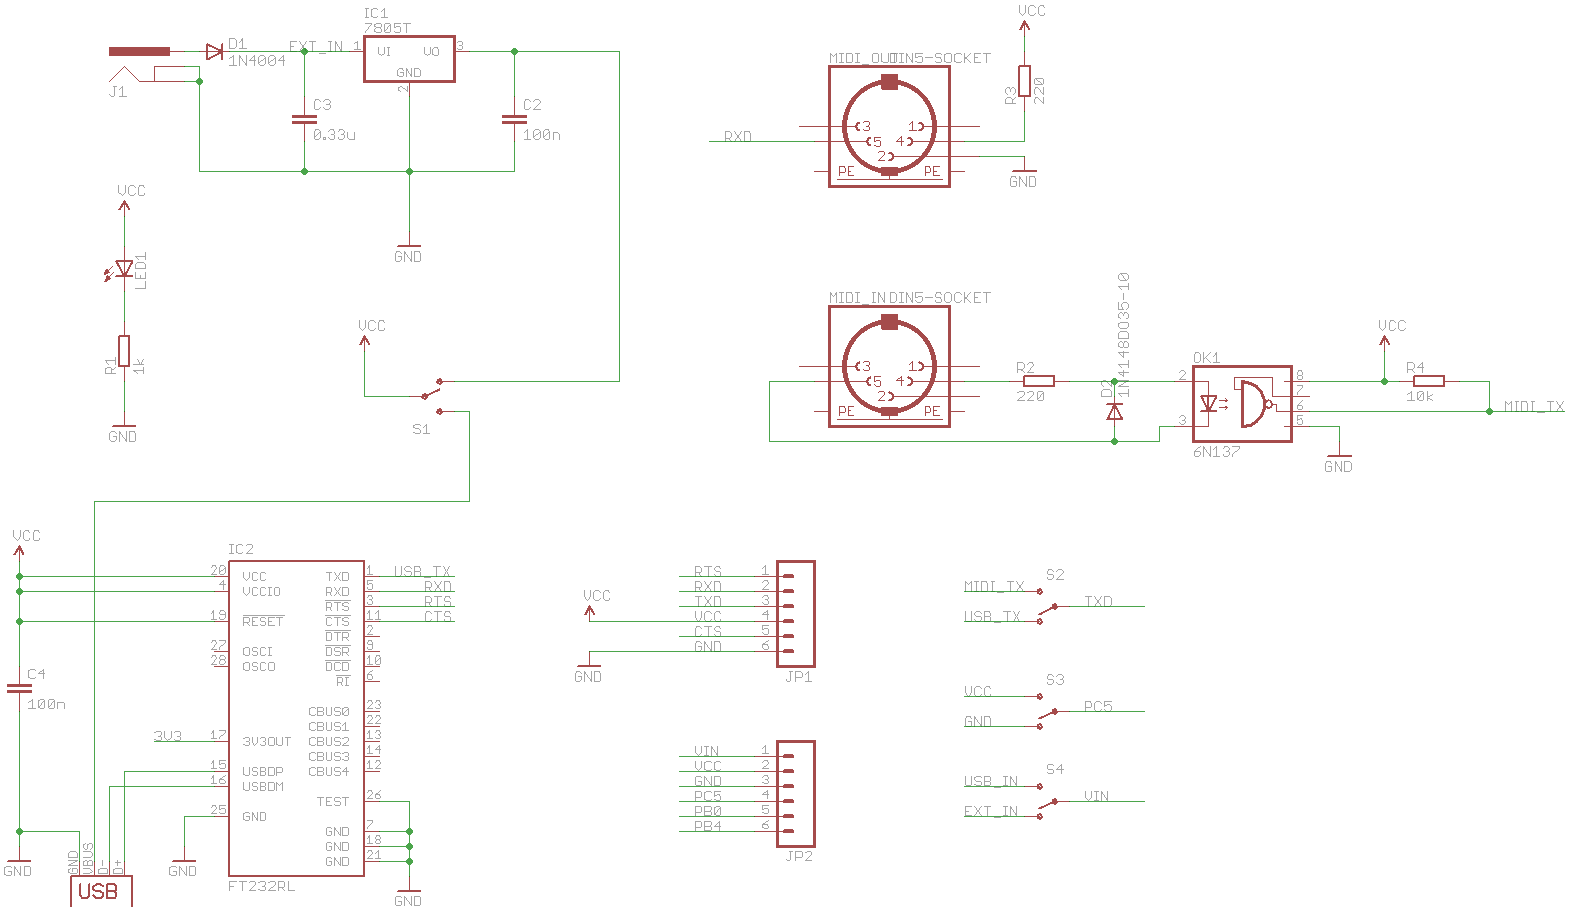 IC1
7805T
D1
1N4004
EXT_IN
1
VI
VO
3
GND
2
J1
C3
0.33u
C2
100n
GND
VCC
LED1
R1
1k
GND
VCC
S1
MIDI_OUT
DIN5-SOCKET
VCC
R3
220
RXD
3
1
5
4
2
PE
PE
GND
MIDI_IN
DIN5-SOCKET
3
1
5
4
2
PE
PE
R2
220
D2
1N4148DO35-10
OK1
2
3
8
7
6
5
6N137
VCC
R4
10k
MIDI_TX
GND
VCC
C4
100n
GND
IC2
20 VCC
4 VCCIO
19 RESET
27 OSCI
28 OSCO
3V3 17 3V3OUT
15 USBDP
16 USBDM
25 GND
TXD 1 USB_TX
RXD 5 RXD
RTS 3 RTS
CTS 11 CTS
DTR 2
DSR 9
DCD 10
RI 6
CBUS0 23
CBUS1 22
CBUS2 13
CBUS3 14
CBUS4 12
TEST 26
GND 7
GND 18
GND 21
FT232RL
GND
GND
GND
VBUS
D-
D+
USB
VCC
GND
RTS 1
RXD 2
TXD 3
VCC 4
CTS 5
GND 6
JP1
VIN 1
VCC 2
GND 3
PC5 4
PB0 5
PB4 6
JP2
S2
MIDI_TX
TXD
USB_TX
S3
VCC
PC5
GND
S4
USB_IN
VIN
EXT_IN